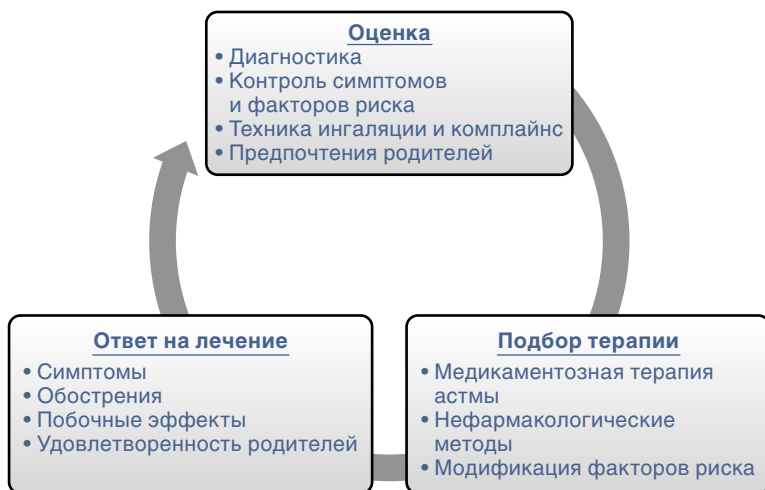 Оценка
• Диагностика
• Контроль симптомов
и факторов риска
• Техника ингаляции и комплайнс
• Предпочтения родителей
Ответ на лечение
• Симптомы
• Обострения
• Побочные эффекты
• Удовлетворенность родителей
Подбор терапии
• Медикаментозная терапия
астмы
• Нефармакологические
методы
• Модификация факторов риска